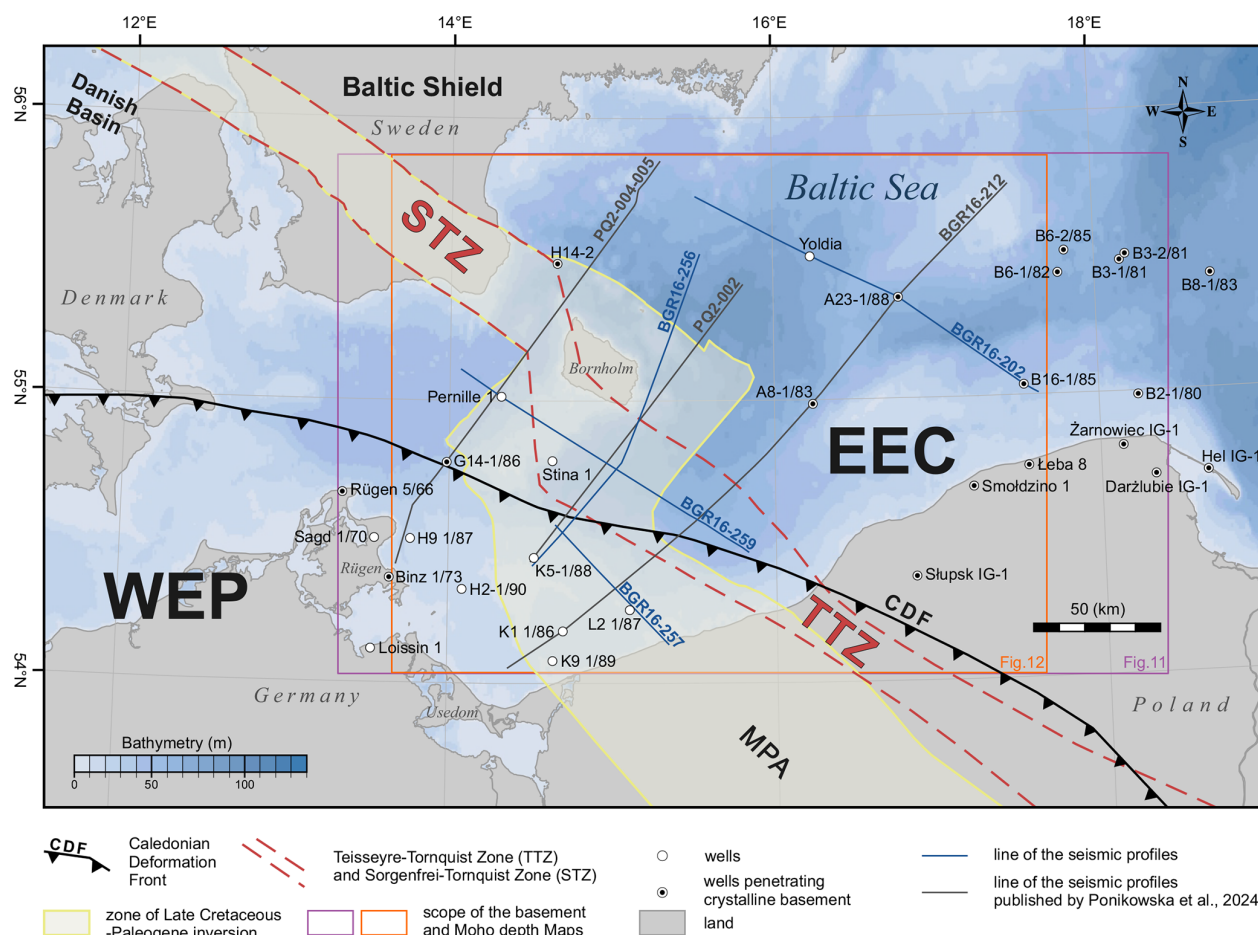 12°E
14°E
16°E
18°E
56°N
55°N
54°N
Danish
Basin
Baltic Shield
Sweden
N
W
E
S
Baltic Sea
STZ
PQ2-004-005
BGR16-212
H14-2
Yoldia
B6-2/85
B3-2/81
B6-1/82
B3-1/81
B8-1/83
Denmark
BGR16-256
PQ2-002
A23-1/88
BGR16-202
Bornholm
B16-1/85
Pernille 1
A8-1/83
B2-1/80
EEC
Żarnowiec IG-1
G14-1/86
Stina 1
Łeba 8
Hel IG-1
Rügen 5/66
Smołdzino 1
Darżlubie IG-1
BGR16-259
Sagd 1/70
H9 1/87
Rügen
Binz 1/73
K5-1/88
Słupsk IG-1
WEP
H2-1/90
BGR16-257
CDF
50 (km)
K1 1/86
L2 1/87
TTZ
Loissin 1
K9 1/89
Fig.12
Fig.11
Germany
Usedom
Poland
MPA
Bathymetry (m)
0
50
100
CDF
Caledonian
Deformation
Front
Teisseyre-Tornquist Zone (TTZ)
and Sorgenfrei-Tornquist Zone (STZ)
wells
wells penetrating
crystalline basement
line of the seismic profiles
line of the seismic profiles
published by Ponikowska et al., 2024
zone of Late Cretaceous
-Paleogene inversion
scope of the basement
and Moho depth Maps
land